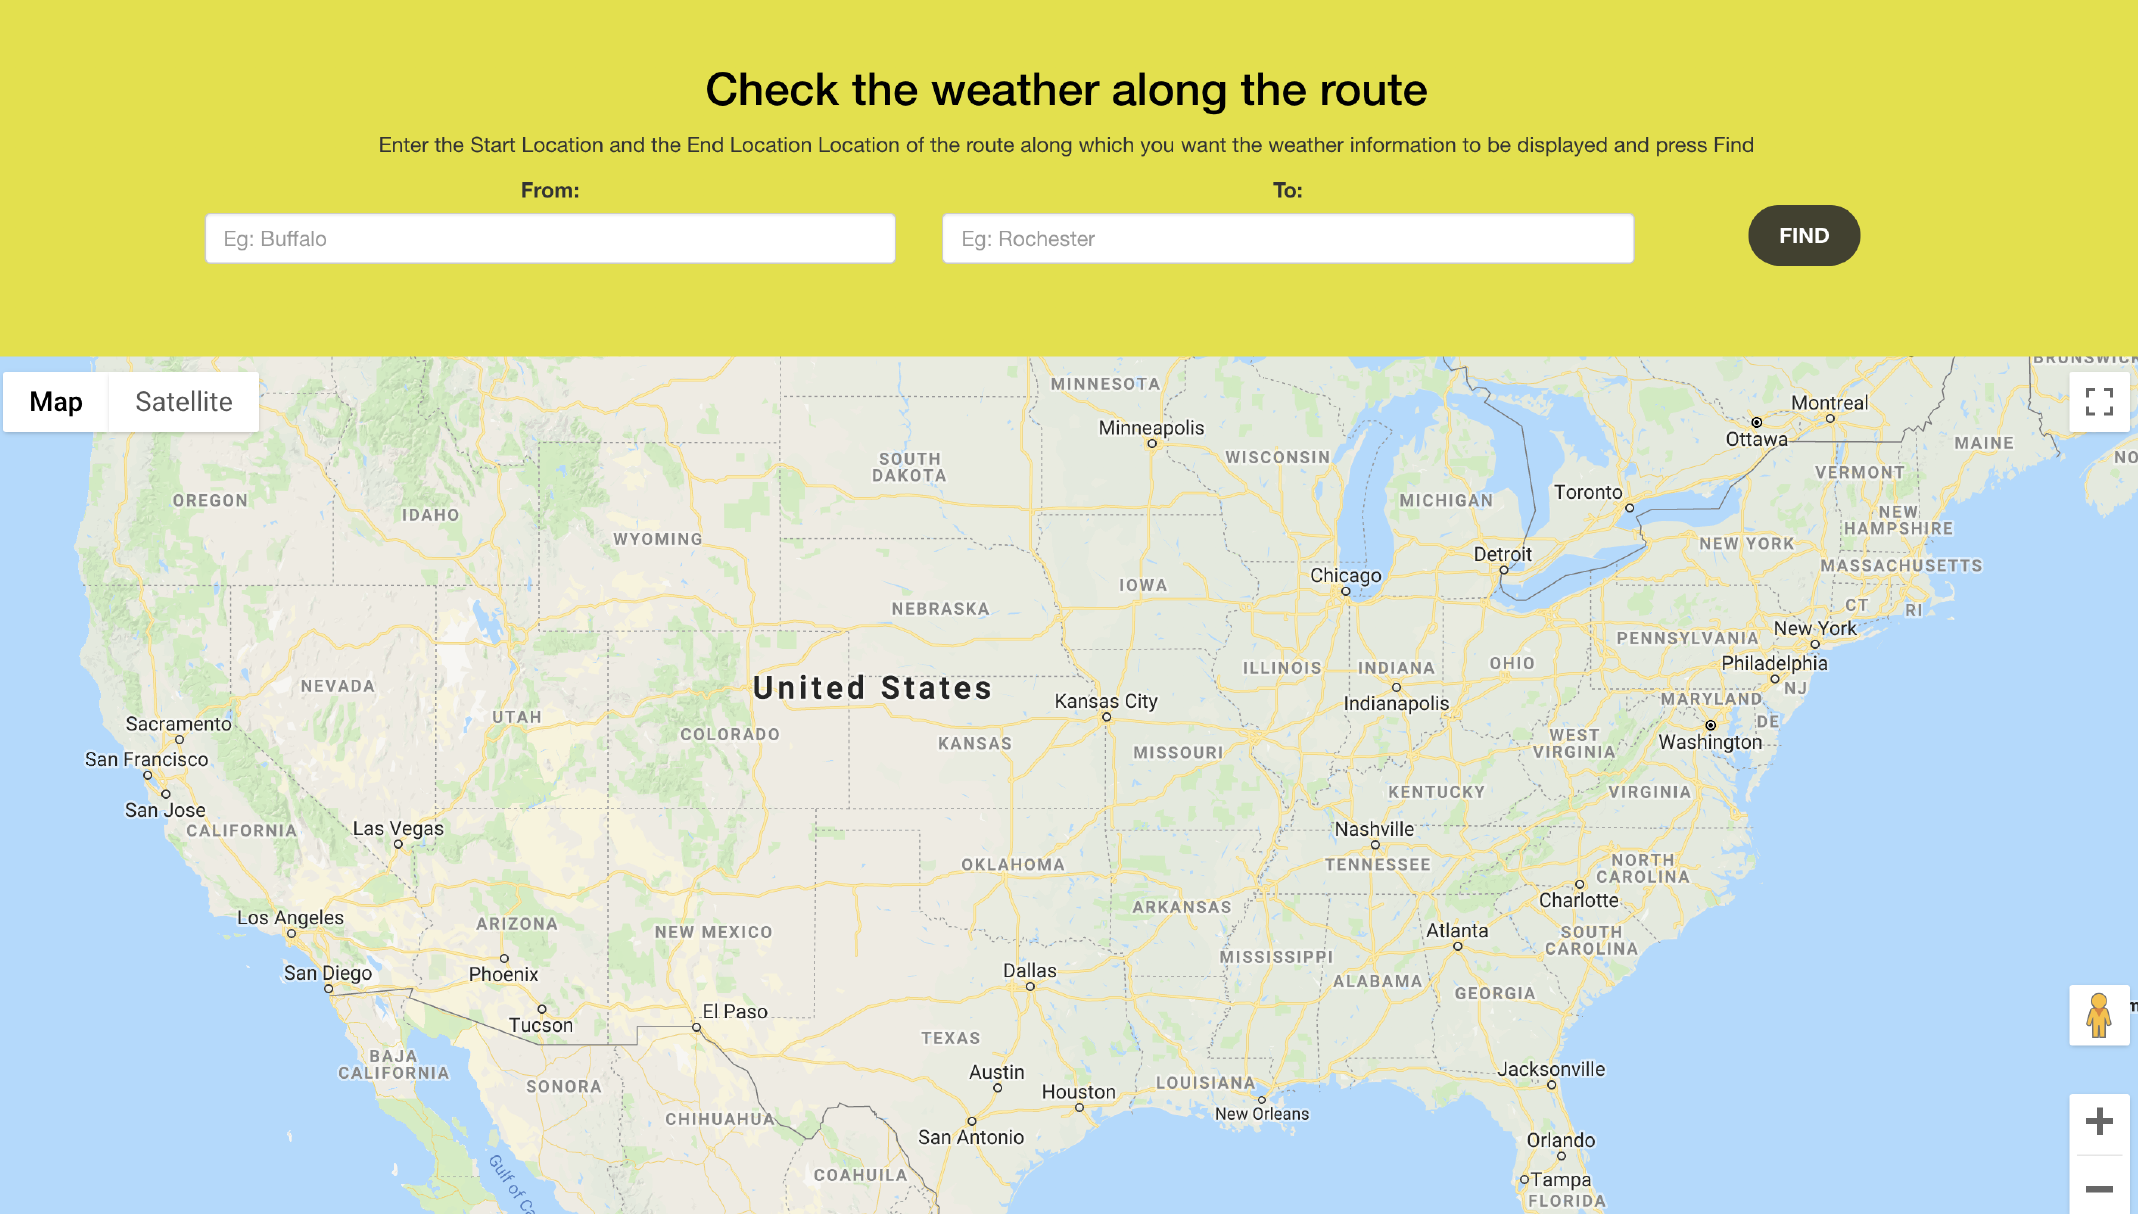 Check the weather along the route
Enter the Start Location and the End Location Location of the route along which you want the weather information to be displayed and press Find
From:
To:
Eg: Buffalo
Eg: Rochester
FIND
Map
Satellite
BRUNSWICK
MINNESOTA
Montreal
Minneapolis
Ottawa
MAINE
WISCONSIN
NO
SOUTH
DAKOTA
VERMONT
OREGON
IDAHO
MICHIGAN
Toronto
NEW
HAMPSHIRE
WYOMING
NEW YORK
Detroit
MASSACHUSETTS
Chicago
IOWA
NEBRASKA
CT
RI
New York
PENNSYLVANIA
Philadelphia
ILLINOIS
INDIANA
OHIO
NEVADA
United States
NJ
Kansas City
Indianapolis
MARYLAND
UTAH
Sacramento
DE
COLORADO
KANSAS
WEST
VIRGINIA
Washington
MISSOURI
San Francisco
KENTUCKY
VIRGINIA
San Jose
CALIFORNIA
Las Vegas
Nashville
OKLAHOMA
TENNESSEE
NORTH
CAROLINA
Charlotte
ARKANSAS
Los Angeles
ARIZONA
NEW MEXICO
Atlanta
SOUTH
CAROLINA
MISSISSIPPI
San Diego
Phoenix
Dallas
ALABAMA
GEORGIA
El Paso
Tucson
TEXAS
BAJA
CALIFORNIA
SONORA
Austin
Houston
LOUISIANA
Jacksonville
CHIHUAHUA
New Orleans
San Antonio
Orlando
Gulf of Ca
COAHUILA
Tampa
FLORIDA